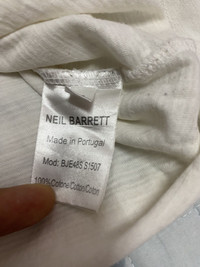 NEIL BARRETT
Made in Portugal
Mod: BJE48S S1507
100%Cotone/Cotton/Coton